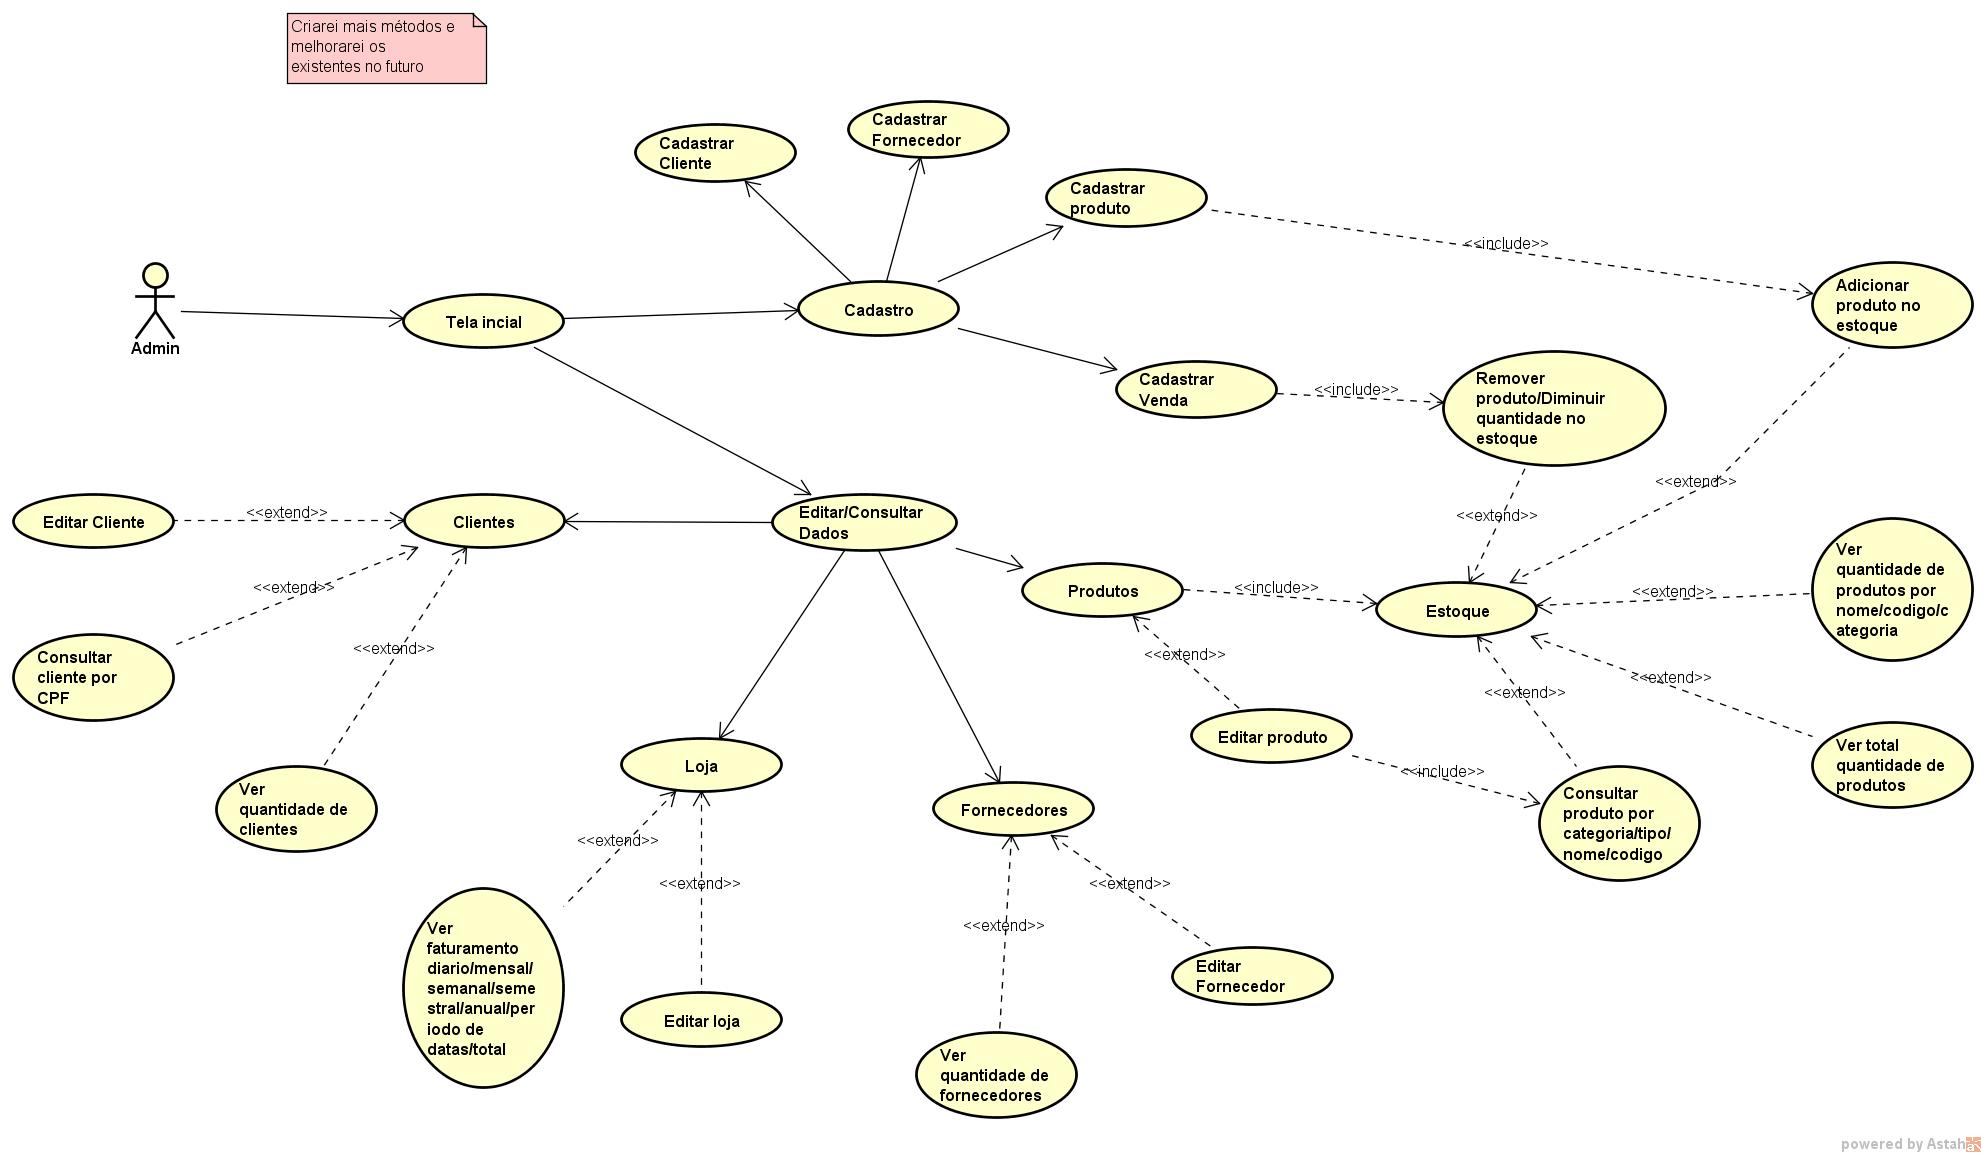 Criarei mais métodos e
melhorarei os
existentes no futuro
Cadastrar
Cliente
Cadastrar
Fornecedor
Cadastrar
produto
<<include>>
Adicionar
produto no
estoque
Admin
Tela incial
Cadastro
Cadastrar
Venda
<<include>>
Remover
produto/Diminuir
quantidade no
estoque
<<extend>>
<<extend>>
Editar Cliente
<<extend>>
Clientes
Editar/Consultar
Dados
<<extend>>
Consultar
cliente por
CPF
<<extend>>
Ver
quantidade de
clientes
Produtos
<<include>>
Estoque
<<extend>>
Ver
quantidade de
produtos por
nome/codigo/c
ategoria
<<extend>>
<<extend>>
<<extend>>
Editar produto
<<include>>
Consultar
produto por
categoria/tipo/
nome/codigo
Ver total
quantidade de
produtos
Loja
Fornecedores
<<extend>>
<<extend>>
<<extend>>
<<extend>>
Ver
faturamento
diario/mensal/
semanal/seme
stral/anual/per
iodo de
datas/total
Editar loja
Editar
Fornecedor
Ver
quantidade de
fornecedores
powered by Astah